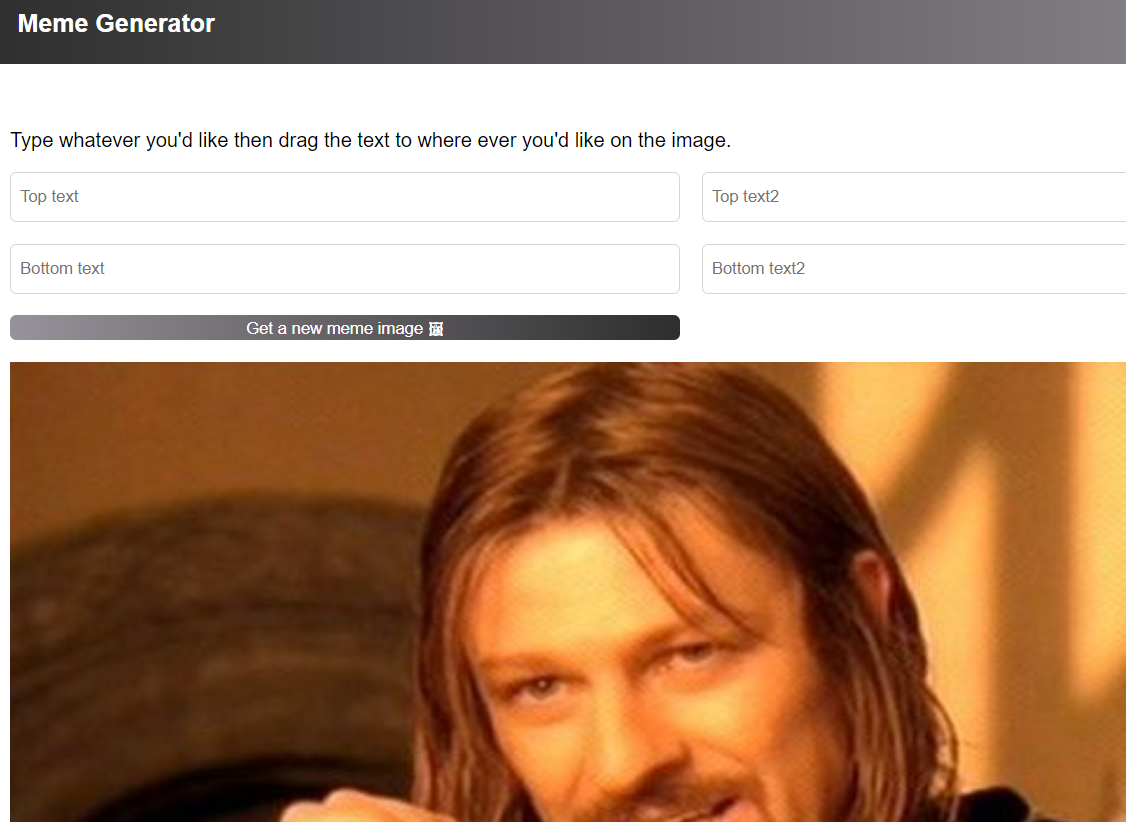 Meme Generator
Type whatever you'd like then drag the text to where ever you'd like on the image.
Top text
Top text2
Bottom text
Bottom text2
Get a new meme image 🖼